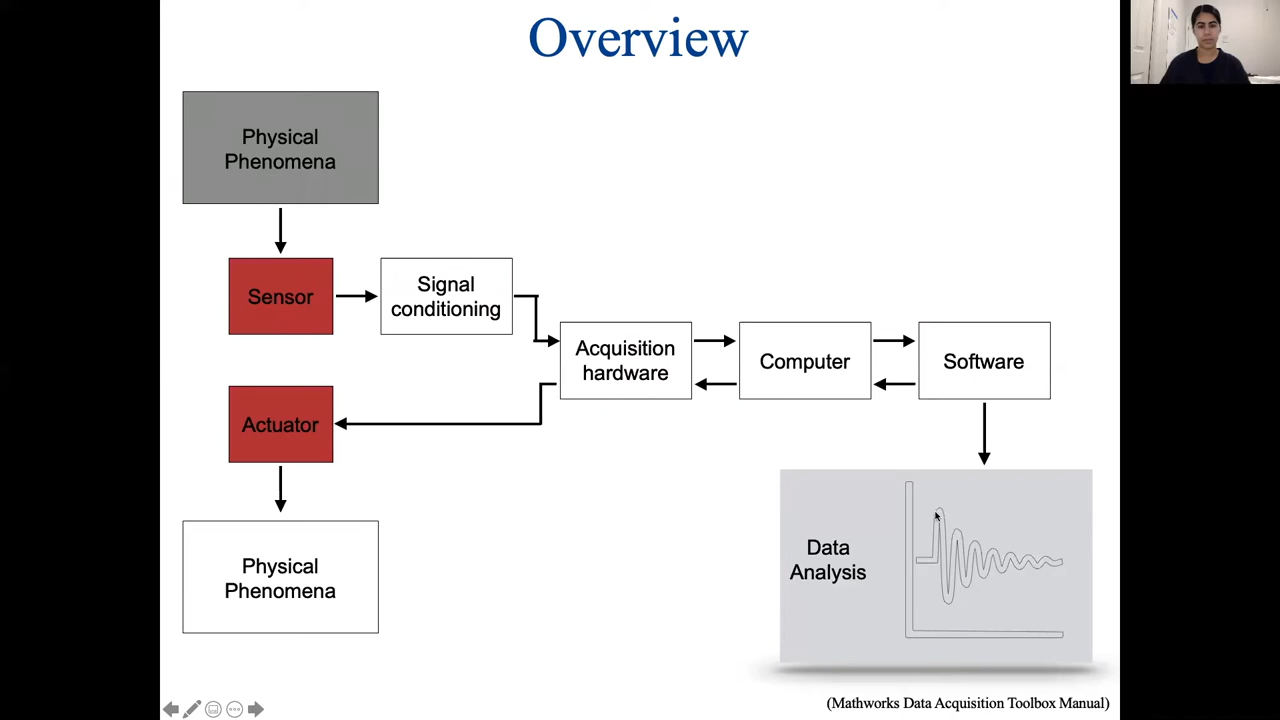 Overview
Physical
Phenomena
Sensor
Signal
conditioning
Acquisition
hardware
Computer
Software
Actuator
Data
Analysis
Physical
Phenomena
(Mathworks Data Acquisition Toolbox Manual)